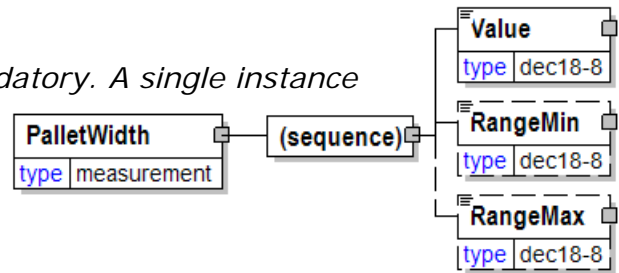 Value
type dec18-8
datory. A single instance
RangeMin
PalletWidth
(sequence)
type dec18-8
type measurement
RangeMax
type dec18-8